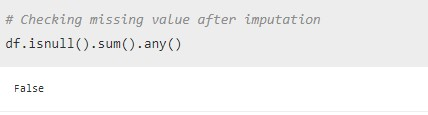 # Checking missing value after imputation
df.isnull().sum().any()
False